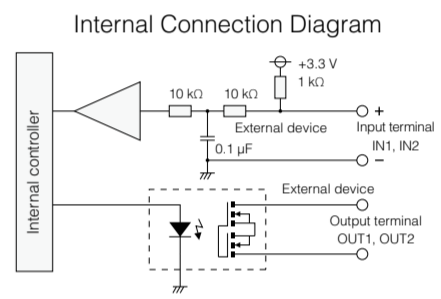 Internal Connection Diagram
+3.3 V
1 kΩ
10 kΩ
10 kΩ
+
External device
Input terminal
IN1, IN2
0.1 µF
−
Internal controller
External device
Output terminal
OUT1, OUT2